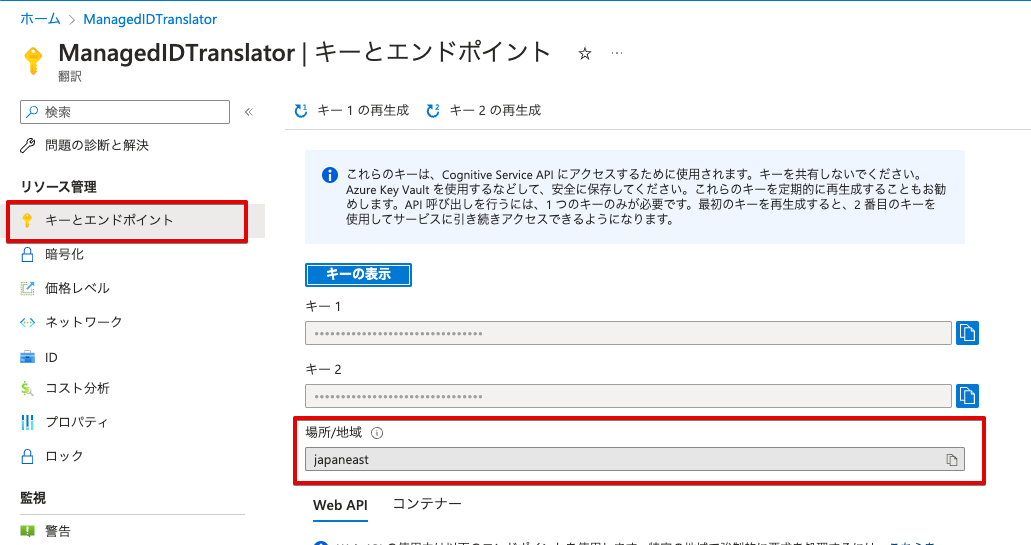 ホーム > ManagedIDTranslator
ManagedIDTranslator | キーとエンドポイント
翻訳
検索
キー 1 の再生成 キー 2 の再生成
問題の診断と解決
リソース管理
キーとエンドポイント
暗号化
価格レベル
ネットワーク
ID
コスト分析
プロパティ
ロック
監視
警告
これらのキーは、Cognitive Service API にアクセスするために使用されます。キーを共有しないでください。
Azure Key Vault を使用するなどして、安全に保存してください。これらのキーを定期的に再生成することもお勧
めします。API 呼び出しを行うには、1 つのキーのみが必要です。最初のキーを再生成すると、2 番目のキーを
使用してサービスに引き続きアクセスできるようになります。
キーの表示
キー 1
キー 2
場所/地域
japaneast
Web API コンテナー